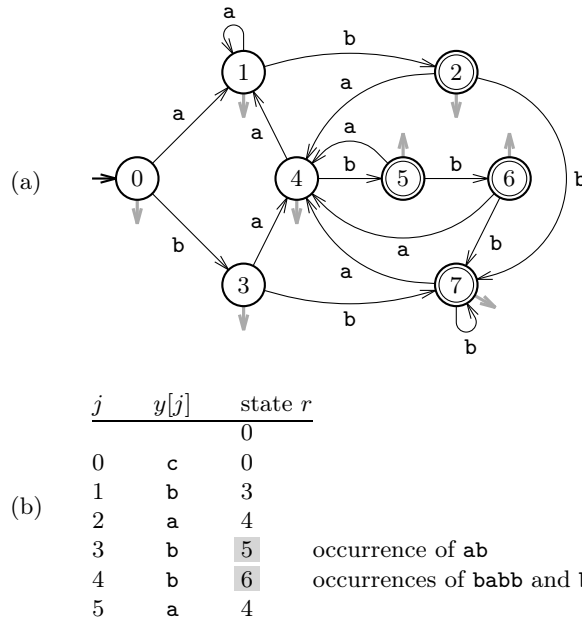 a
b
1
2
a
a
a
a
b
b
(a)
0
4
5
6
b
b
a
a
b
a
3
7
b
b
j y[j] state r
0
0 c 0
1 b 3
2 a 4
(b)
3 b 5 occurrence of ab
4 b 6 occurrences of babb and b
5 a 4